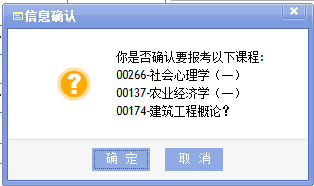 信息确认
你是否确认要报考以下课程:
00266-社会心理学（一）
00137-农业经济学（一）
00174-建筑工程概论?
确 定
取 消